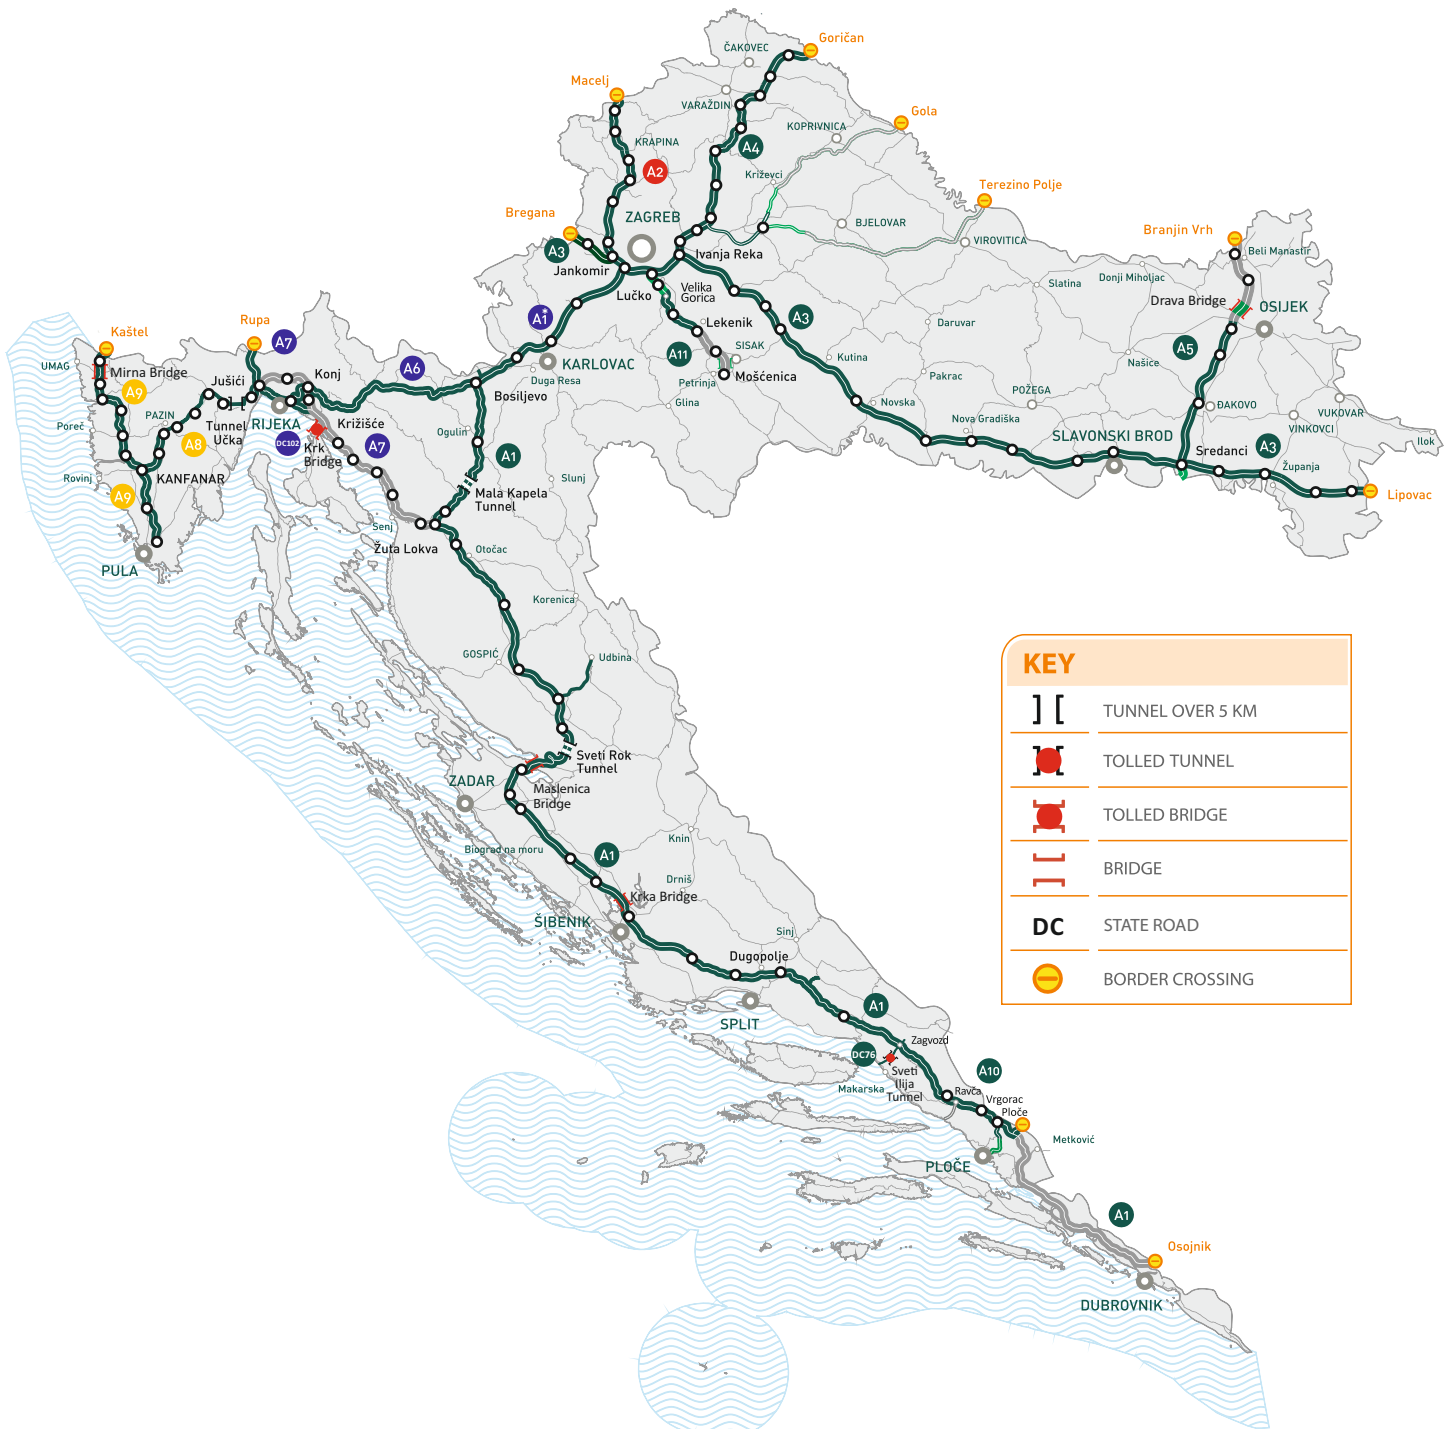 Goričan
ČAKOVEC
Macelj
VARAŽDIN
Gola
KOPRIVNICA
KRAPINA
A4
A2
Križevci
Terezino Polje
Bregana
ZAGREB
BJELOVAR
Branjin Vrh
VIROVITICA
A3
Ivanja Reka
Beli Manastir
Jankomir
Donji Miholjac
Slatina
Velika
Gorica
Lučko
Drava Bridge
OSIJEK
A1*
A3
Lekenik
Daruvar
Rupa
Kaštel
A7
SISAK
A11
A5
UMAG
Mirna Bridge
KARLOVAC
Kutina
Našice
A6
Jušići
Konj
Duga Resa
Petrinja
Mošćenica
Pakrac
A9
Bosiljevo
POŽEGA
Glina
Novska
ĐAKOVO
VUKOVAR
PAZIN
Poreč
Tunnel
Učka
RIJEKA
Križišće
Nova Gradiška
VINKOVCI
Ogulin
SLAVONSKI BROD
Ilok
A8
DC102
Krk
Bridge
A7
A1
Sredanci
A3
Županja
Rovinj
KANFANAR
Slunj
A9
Mala Kapela
Tunnel
Lipovac
Senj
Žuta Lokva
Otočac
PULA
Korenica
GOSPIĆ
Udbina
KEY
TUNNEL OVER 5 KM
TOLLED TUNNEL
TOLLED BRIDGE
BRIDGE
DC
STATE ROAD
BORDER CROSSING
Sveti Rok
Tunnel
ZADAR
Maslenica
Bridge
Knin
Biograd na moru
A1
Drniš
Krka Bridge
ŠIBENIK
Sinj
Dugopolje
A1
SPLIT
Zagvozd
DC76
Sveti
Ilija
Tunnel
A10
Makarska
Ravča
Vrgorac
Ploče
Metković
PLOČE
A1
Osojnik
DUBROVNIK